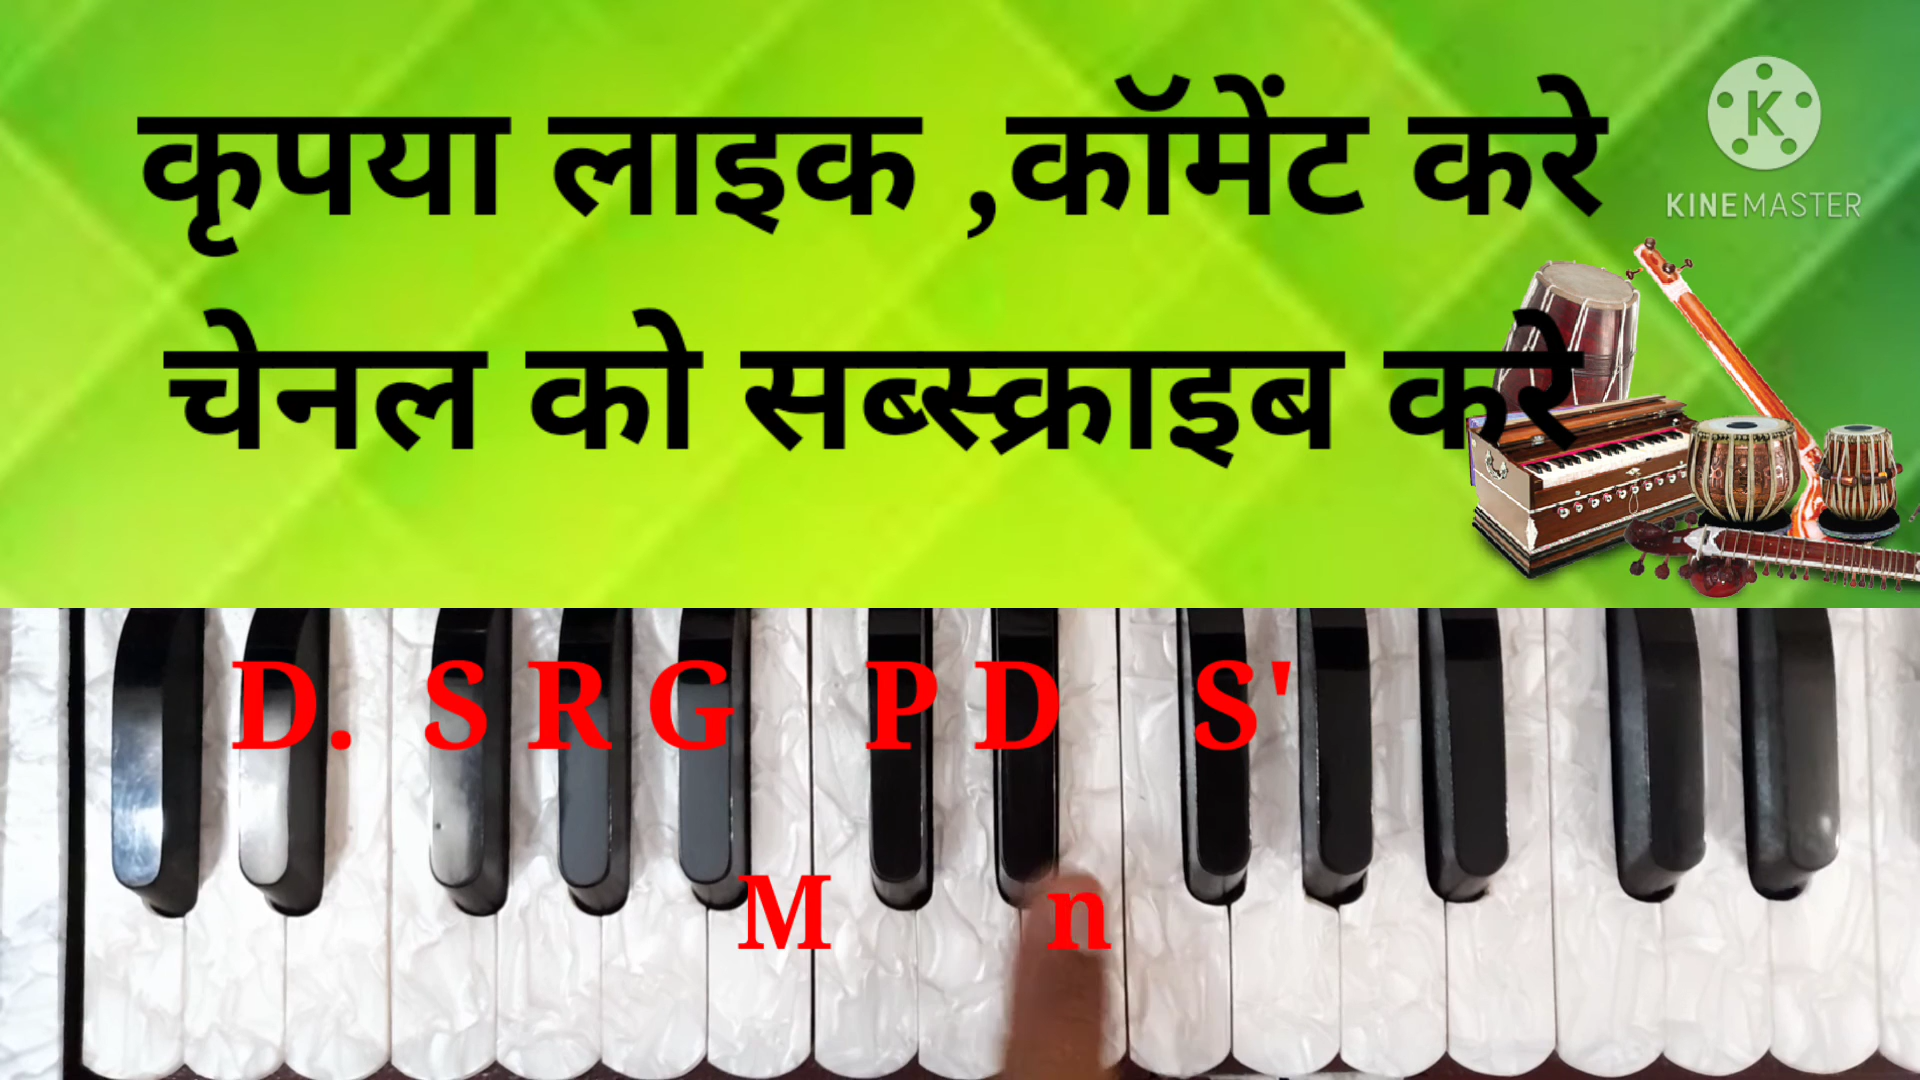 कृपया लाइक ,कॉमेंट करे
KINEMASTER
चेनल को सब्स्क्राइब करे
D. S R G P D S'
M n